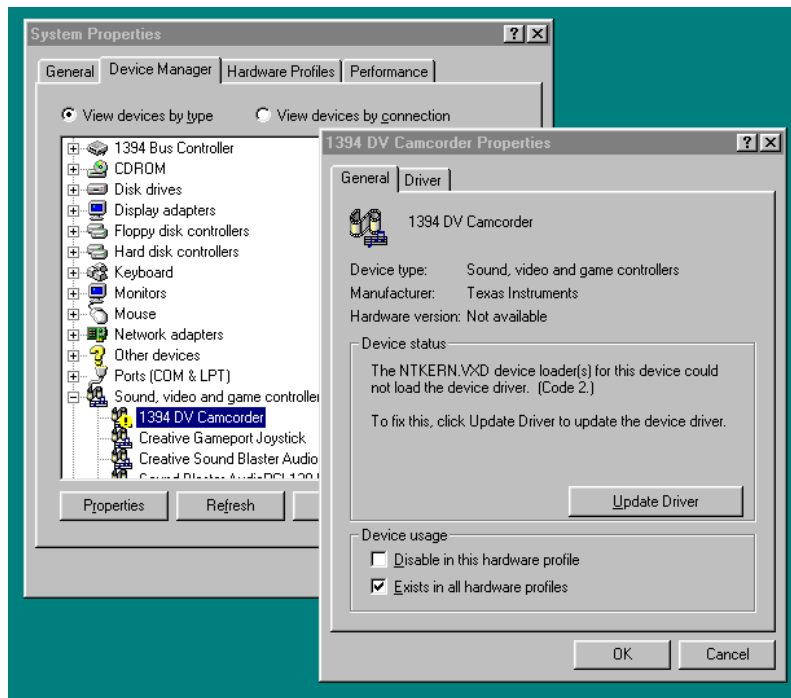 System Properties
General Device Manager Hardware Profiles Performance
View devices by type View devices by connection
1394 Bus Controller
CDROM
Disk drives
Display adapters
Floppy disk controllers
Hard disk controllers
Keyboard
Monitors
Mouse
Network adapters
Other devices
Ports (COM & LPT)
Sound, video and game controlle
1394 DV Camcorder
Creative Gameport Joystick
Creative Sound Blaster Audio
Properties Refresh
1394 DV Camcorder Properties
General Driver
1394 DV Camcorder
Device type: Sound, video and game controllers
Manufacturer: Texas Instruments
Hardware version: Not available
Device status
The NTKERN.VXD device loader(s) for this device could
not load the device driver. (Code 2.)
To fix this, click Update Driver to update the device driver.
Update Driver
Device usage
Disable in this hardware profile
Exists in all hardware profiles
OK Cancel